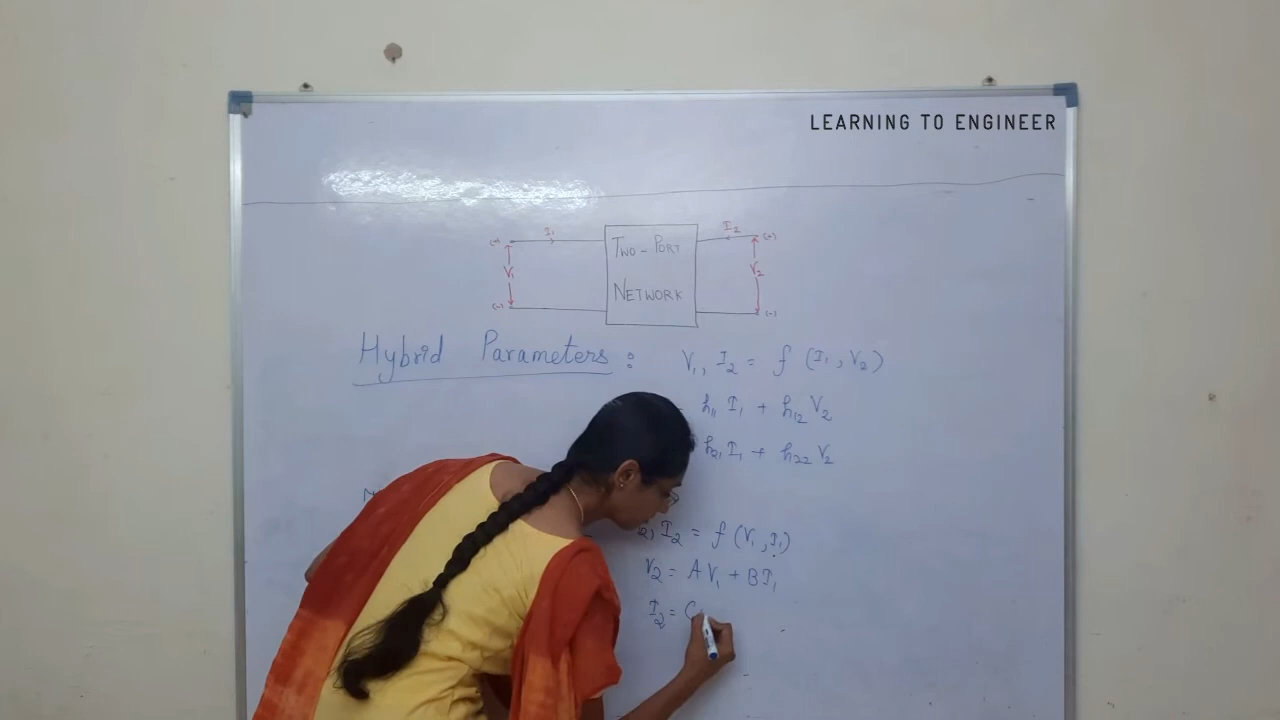 LEARNING TO ENGINEER
I₁ I₂
(+) TWO-PORT (+)
V₁ V₂
NETWORK
(-) (-)
Hybrid Parameters : V₁, I₂ = f (I₁, V₂)
h₁₁ I₁ + h₁₂ V₂
h₂₁ I₁ + h₂₂ V₂
, I₂ = f (V₁, I₁)
V₂ = A V₁ + B I₁
I₂ = C